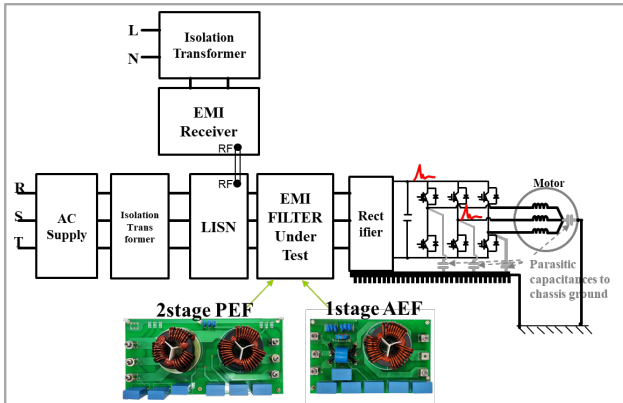 L
N
Isolation
Transformer
EMI
Receiver
RF
RF
R
S
T
AC
Supply
Isolation
Trans
former
LISN
EMI
FILTER
Under
Test
Rect
ifier
Motor
Parasitic
capacitances to
chassis ground
2stage PEF
1stage AEF